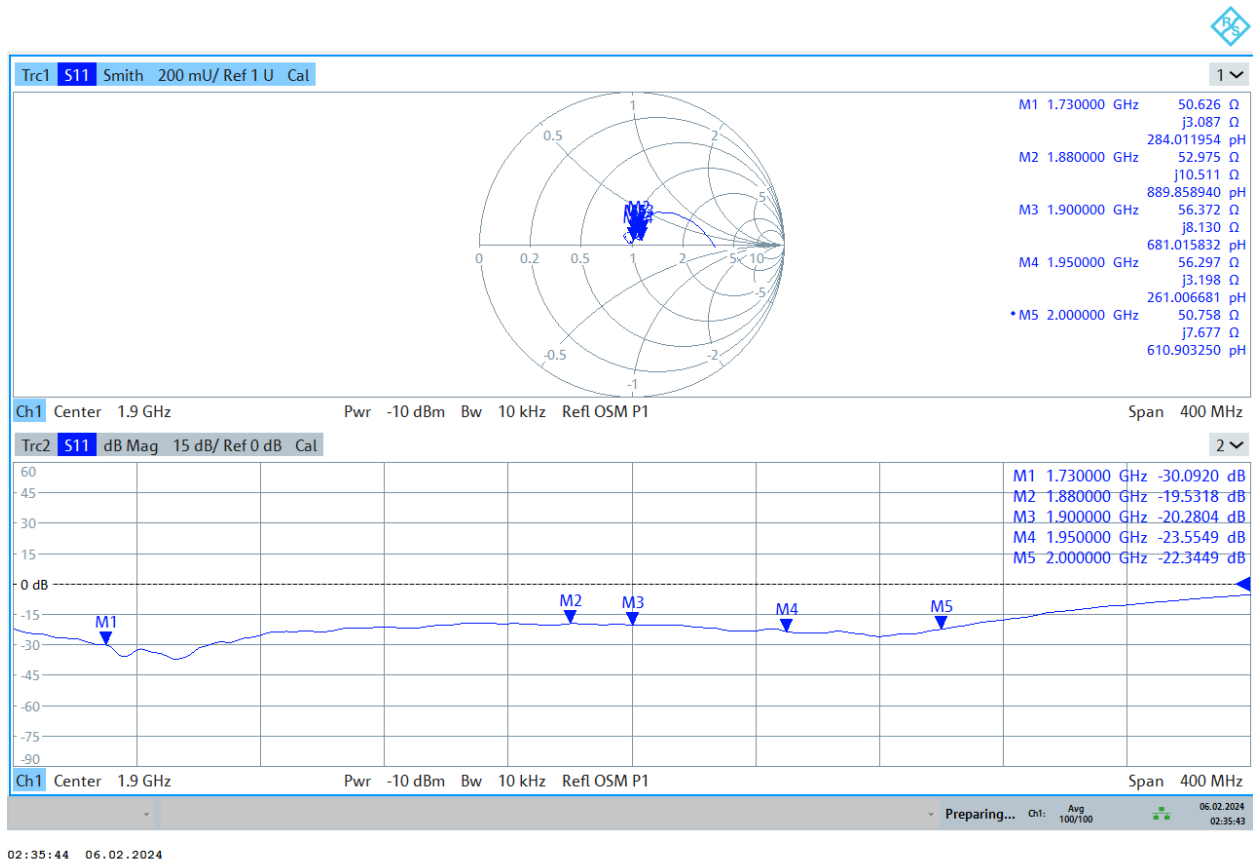 R&S
Trc1 S11 Smith 200 mU/ Ref 1 U Cal
1
M1 1.730000 GHz 50.626 Ω
j3.087 Ω
284.011954 pH
M2 1.880000 GHz 52.975 Ω
j10.511 Ω
889.858940 pH
M3 1.900000 GHz 56.372 Ω
j8.130 Ω
681.015832 pH
M4 1.950000 GHz 56.297 Ω
j3.198 Ω
261.006681 pH
M5 2.000000 GHz 50.758 Ω
j7.677 Ω
610.903250 pH
1
0.5 2
5
0 0.2 0.5 1 2 5 10
-5
-0.5 -2
-1
Ch1 Center 1.9 GHz Pwr -10 dBm Bw 10 kHz Refl OSM P1 Span 400 MHz
Trc2 S11 dB Mag 15 dB/ Ref 0 dB Cal
2
60
45
30
15
0 dB
-15
-30
-45
-60
-75
-90
M1 1.730000 GHz -30.0920 dB
M2 1.880000 GHz -19.5318 dB
M3 1.900000 GHz -20.2804 dB
M4 1.950000 GHz -23.5549 dB
M5 2.000000 GHz -22.3449 dB
M1 M2 M3 M4 M5
Ch1 Center 1.9 GHz Pwr -10 dBm Bw 10 kHz Refl OSM P1 Span 400 MHz
Preparing... Ch1: Avg 100/100
06.02.2024
02:35:43
02:35:44 06.02.2024